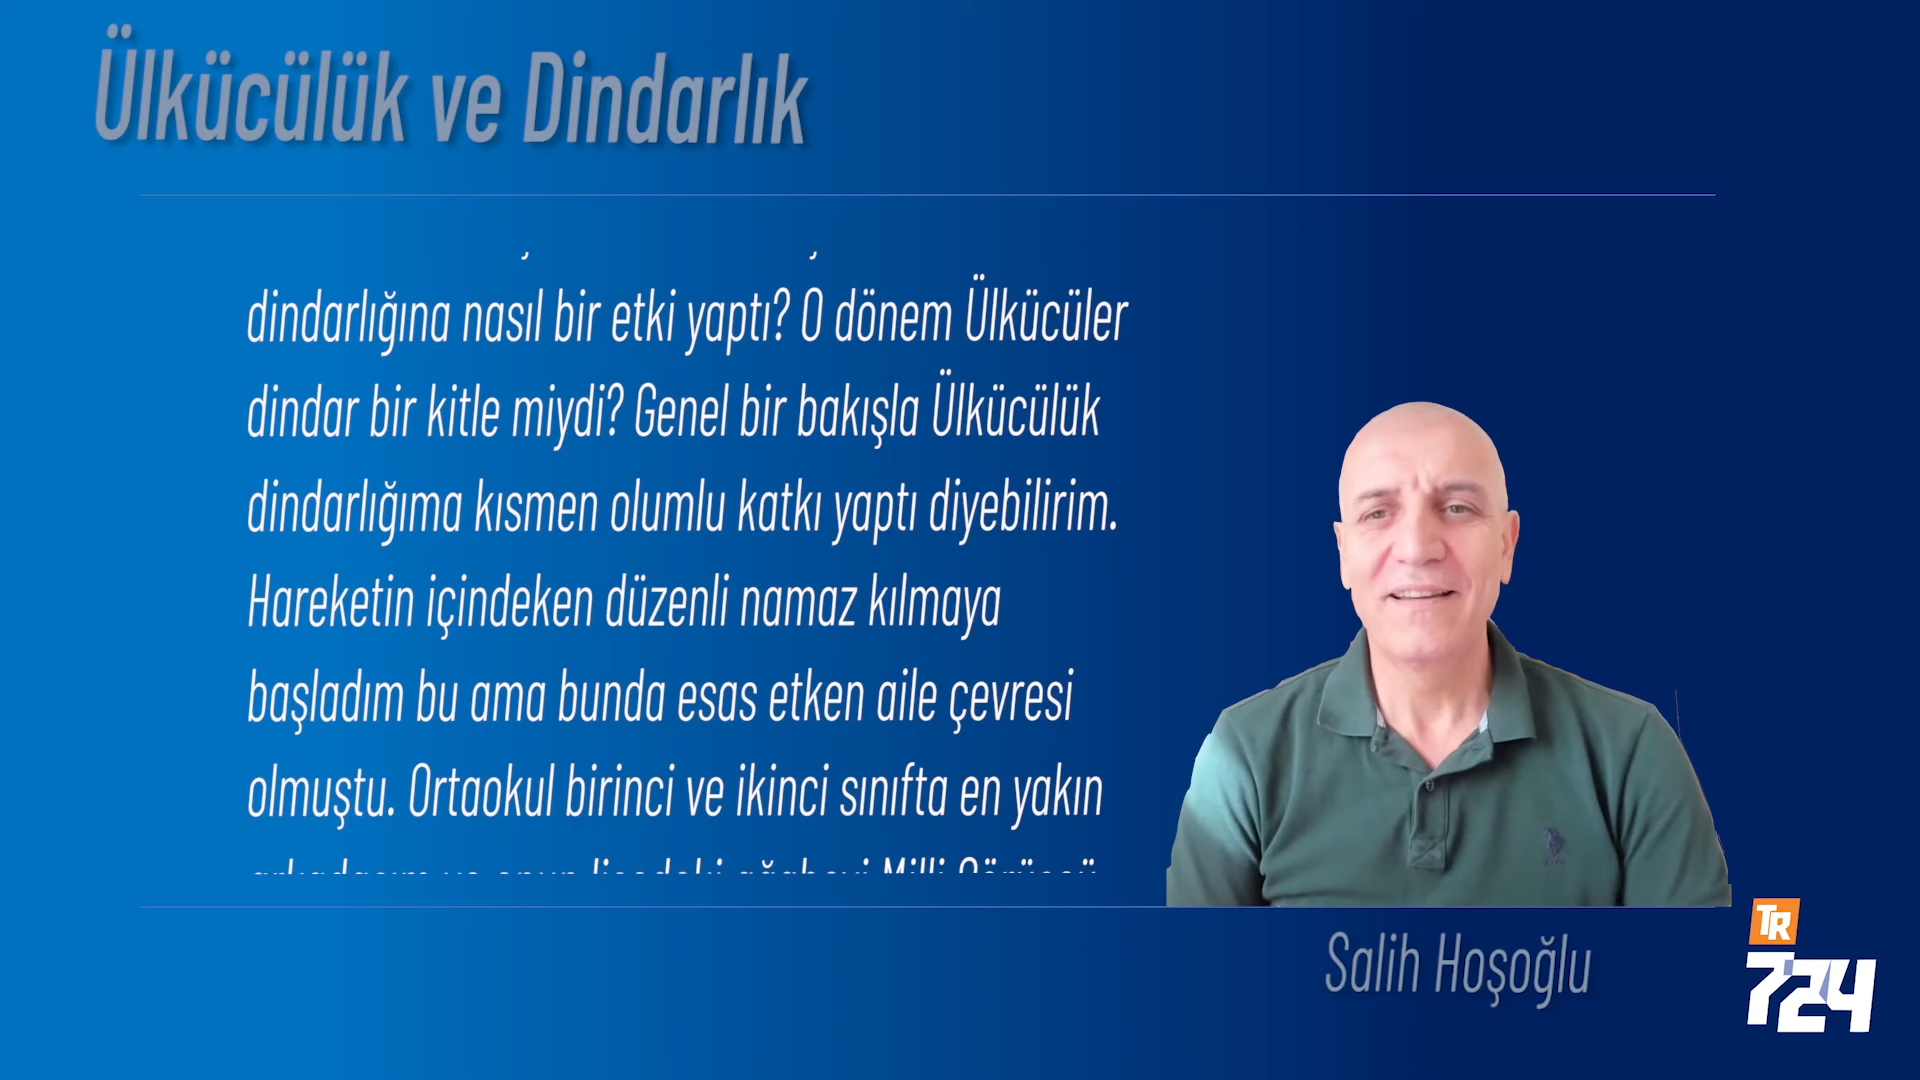 Ülkücülük ve Dindarlık
dindarlığına nasıl bir etki yaptı? O dönem Ülkücüler
dindar bir kitle miydi? Genel bir bakışla Ülkücülük
dindarlığıma kısmen olumlu katkı yaptı diyebilirim.
Hareketin içindeken düzenli namaz kılmaya
başladım bu ama bunda esas etken aile çevresi
olmuştu. Ortaokul birinci ve ikinci sınıfta en yakın
Salih Hoşoğlu
TR
724